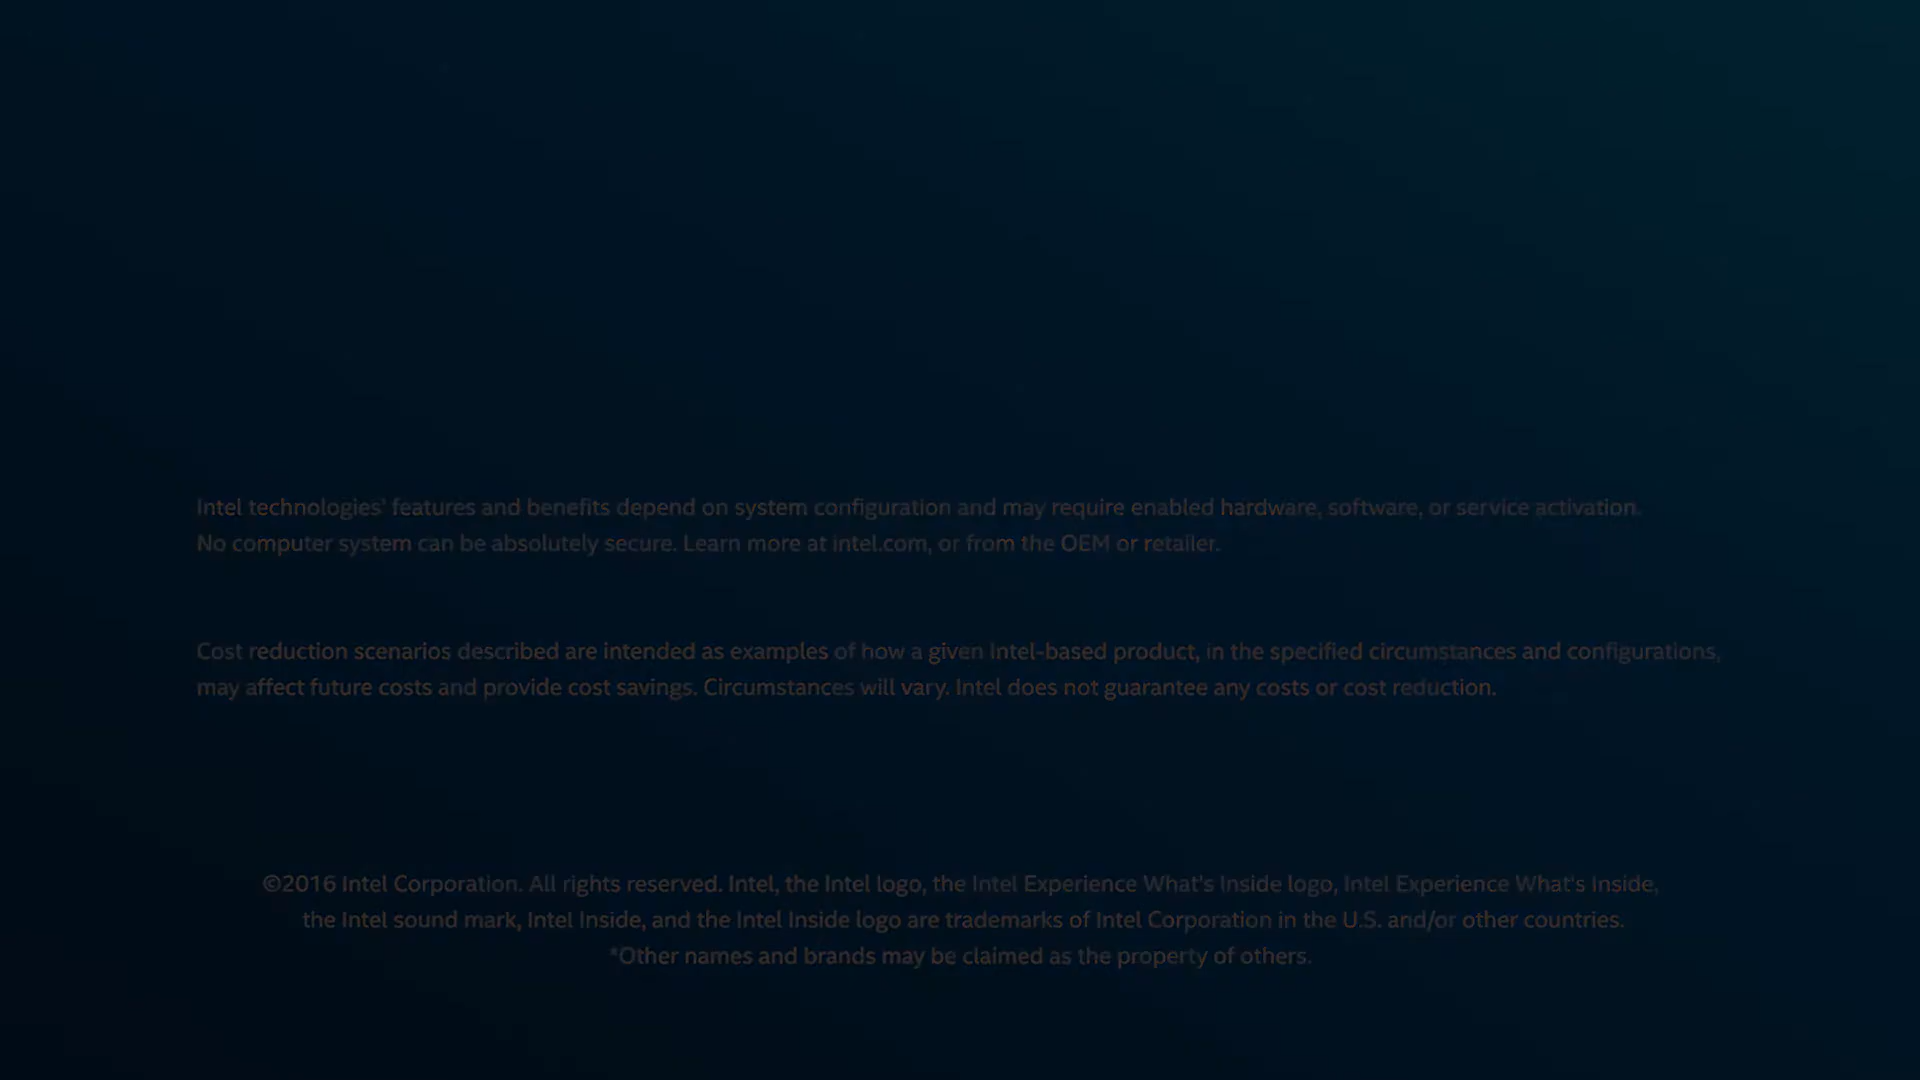 Intel technologies' features and benefits depend on system configuration and may require enabled hardware, software, or service activation.
No computer system can be absolutely secure. Learn more at intel.com, or from the OEM or retailer.
Cost reduction scenarios described are intended as examples of how a given Intel-based product, in the specified circumstances and configurations,
may affect future costs and provide cost savings. Circumstances will vary. Intel does not guarantee any costs or cost reduction.
©2016 Intel Corporation. All rights reserved. Intel, the Intel logo, the Intel Experience What's Inside logo, Intel Experience What's Inside,
the Intel sound mark, Intel Inside, and the Intel Inside logo are trademarks of Intel Corporation in the U.S. and/or other countries.
*Other names and brands may be claimed as the property of others.